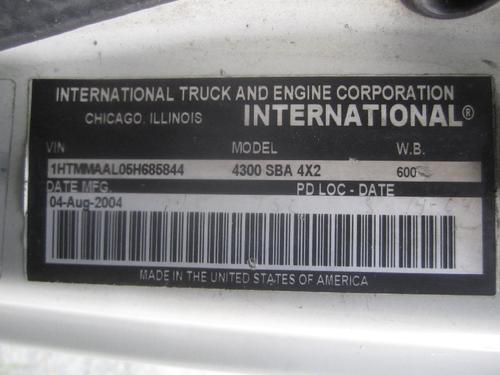 INTERNATIONAL TRUCK AND ENGINE CORPORATION
CHICAGO, ILLINOIS INTERNATIONAL®
VIN MODEL W.B.
1HTMMAAL05H685844 4300 SBA 4X2 600
DATE MFG. PD LOC - DATE
04-Aug-2004
MADE IN THE UNITED STATES OF AMERICA